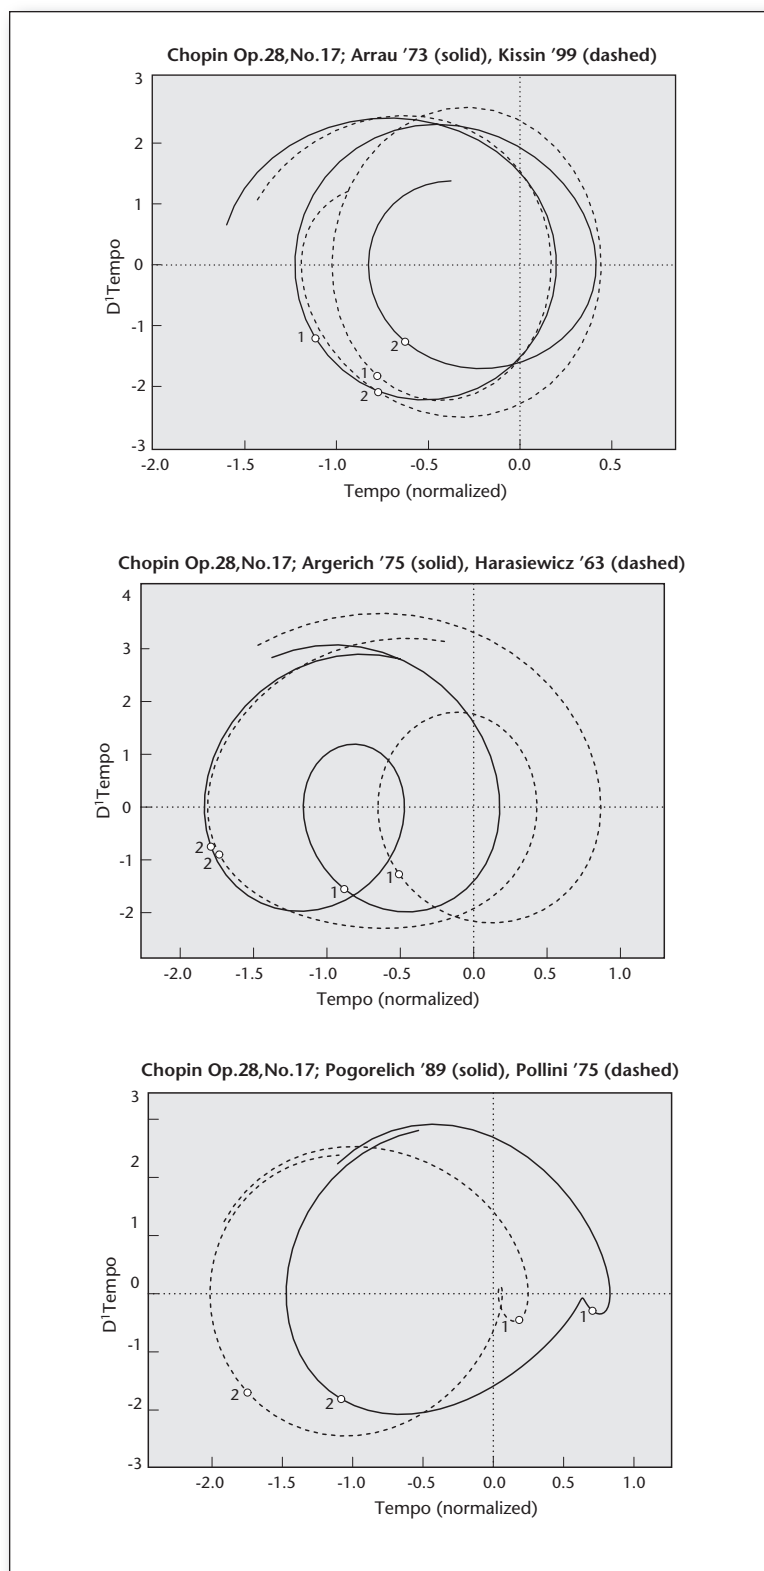 Chopin Op.28,No.17; Arrau ’73 (solid), Kissin ’99 (dashed)
3
2
1
0
-1
-2
-3
D¹Tempo
1
2
1
2
-2.0 -1.5 -1.0 -0.5 0.0 0.5
Tempo (normalized)
Chopin Op.28,No.17; Argerich ’75 (solid), Harasiewicz ’63 (dashed)
4
3
2
1
0
-1
-2
D¹Tempo
2
2
1
1
-2.0 -1.5 -1.0 -0.5 0.0 0.5 1.0
Tempo (normalized)
Chopin Op.28,No.17; Pogorelich ’89 (solid), Pollini ’75 (dashed)
3
2
1
0
-1
-2
-3
D¹Tempo
1
1
2
2
-2.0 -1.5 -1.0 -0.5 0.0 0.5 1.0
Tempo (normalized)